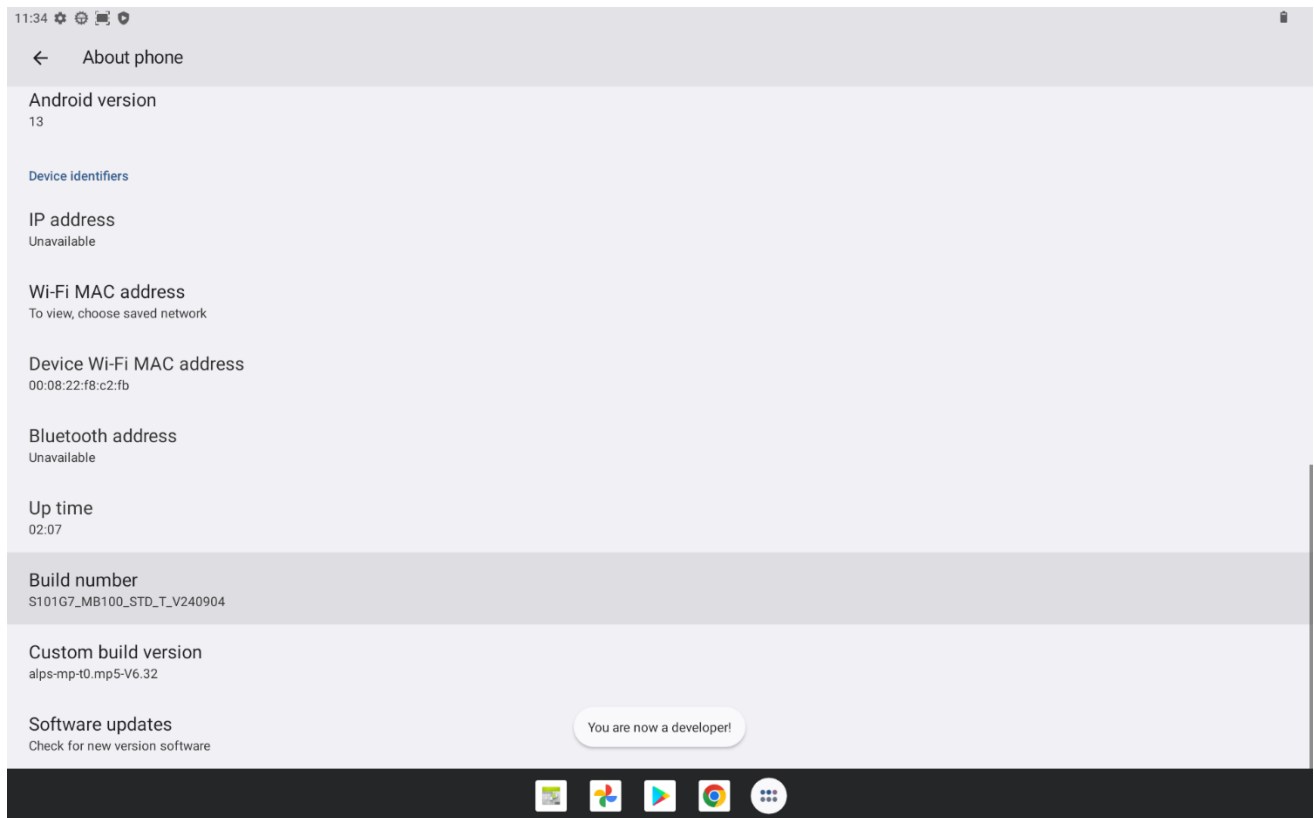 11:34
About phone
Android version
13
Device identifiers
IP address
Unavailable
Wi-Fi MAC address
To view, choose saved network
Device Wi-Fi MAC address
00:08:22:f8:c2:fb
Bluetooth address
Unavailable
Up time
02:07
Build number
S101G7_MB100_STD_T_V240904
Custom build version
alps-mp-t0.mp5-V6.32
Software updates
Check for new version software
You are now a developer!